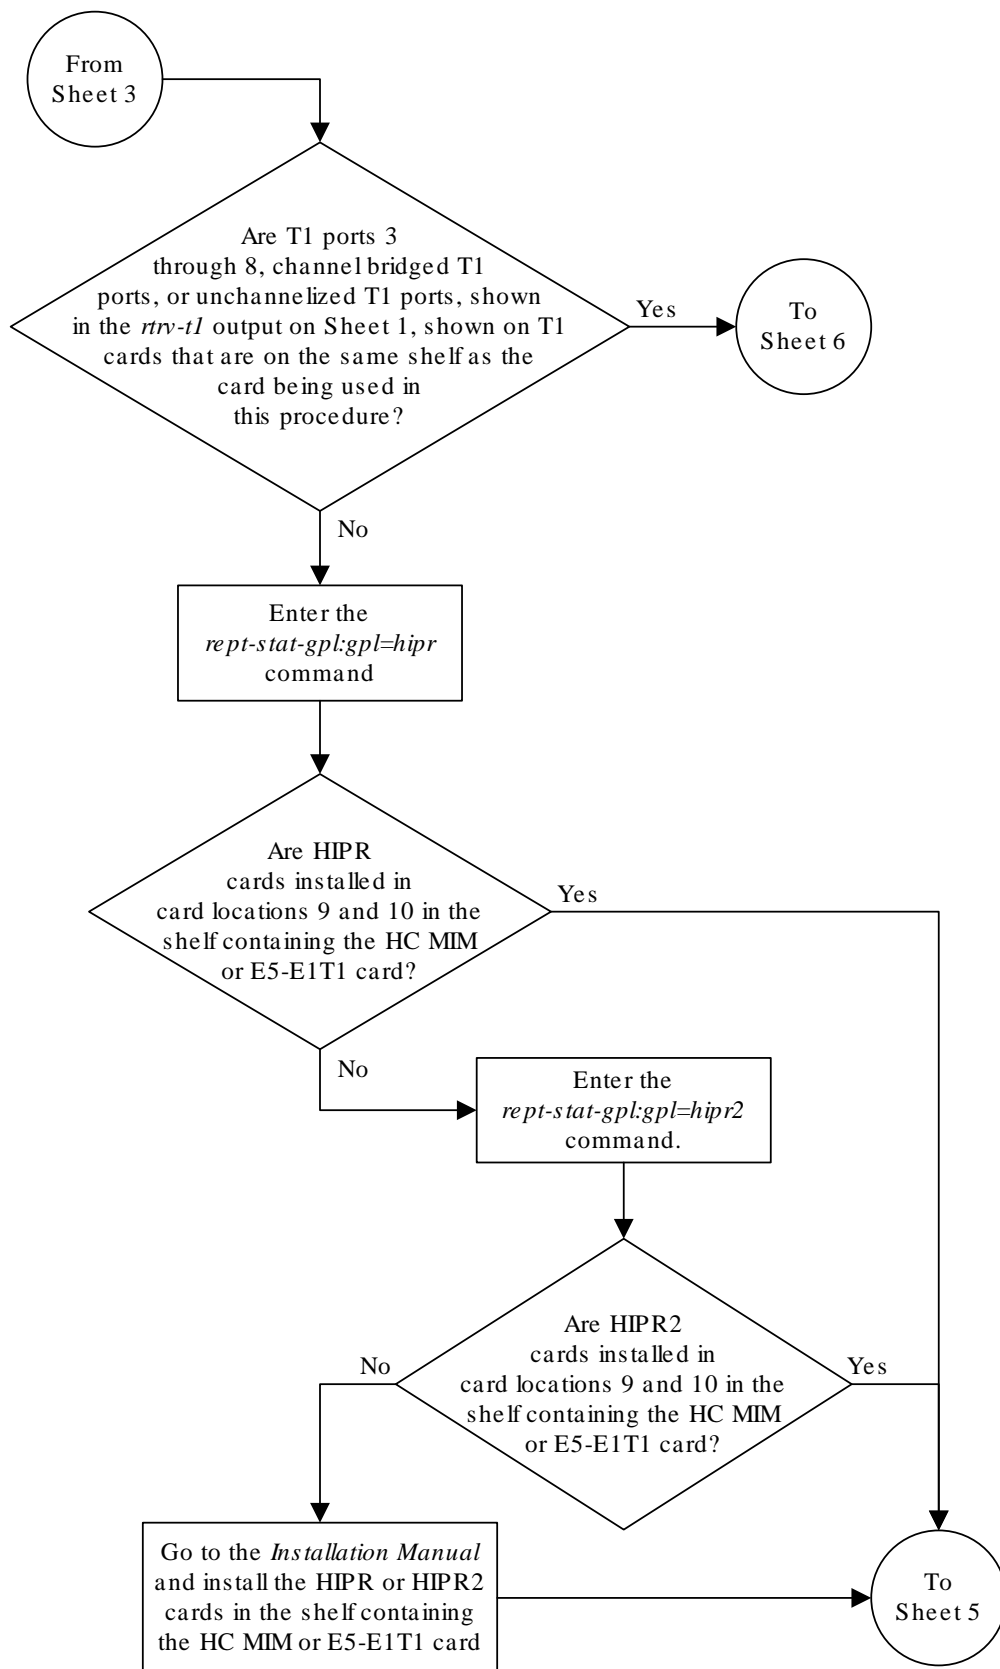 From
Sheet 3
Are T1 ports 3
through 8, channel bridged T1
ports, or unchannelized T1 ports, shown
in the rtrv-t1 output on Sheet 1, shown on T1
cards that are on the same shelf as the
card being used in
this procedure?
Yes
To
Sheet 6
No
Enter the
rept-stat-gpl:gpl=hipr
command
Are HIPR
cards installed in
card locations 9 and 10 in the
shelf containing the HC MIM
or E5-E1T1 card?
Yes
No
Enter the
rept-stat-gpl:gpl=hipr2
command.
Are HIPR2
cards installed in
card locations 9 and 10 in the
shelf containing the HC MIM
or E5-E1T1 card?
No
Yes
Go to the Installation Manual
and install the HIPR or HIPR2
cards in the shelf containing
the HC MIM or E5-E1T1 card
To
Sheet 5